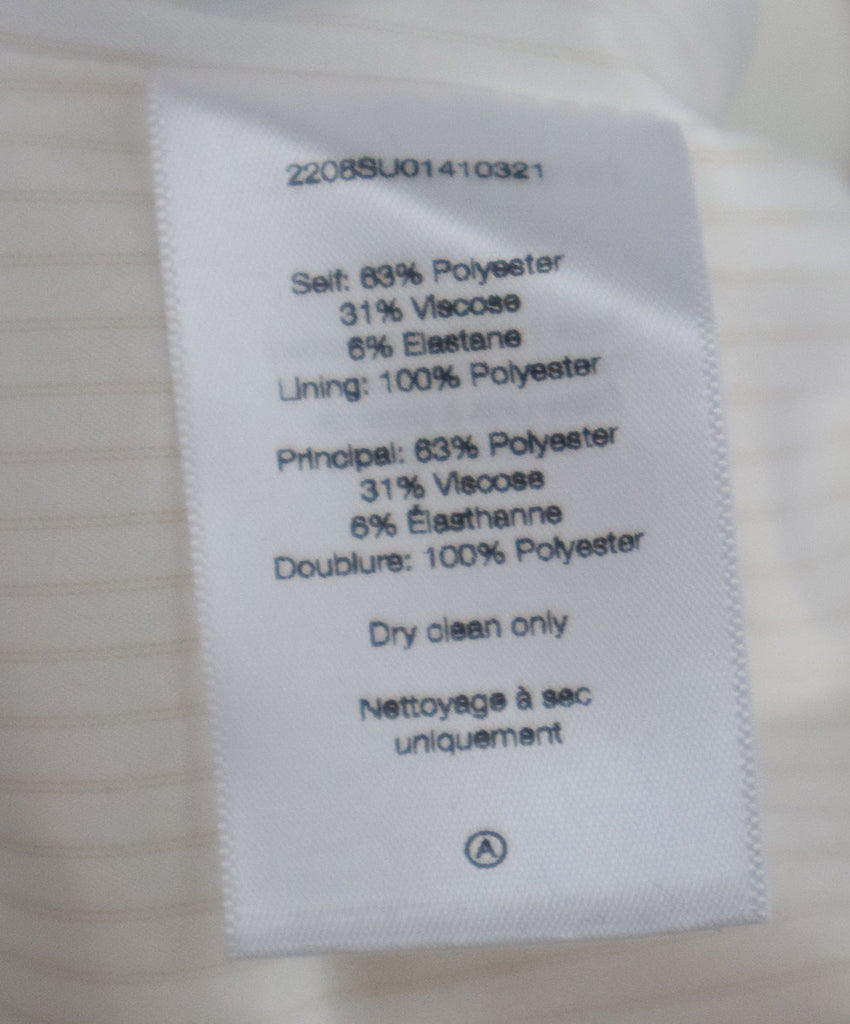 2208SU01410321
Self: 63% Polyester
31% Viscose
6% Elastane
Lining: 100% Polyester
Principal: 63% Polyester
31% Viscose
6% Élasthanne
Doublure: 100% Polyester
Dry clean only
Nettoyage à sec
uniquement
A